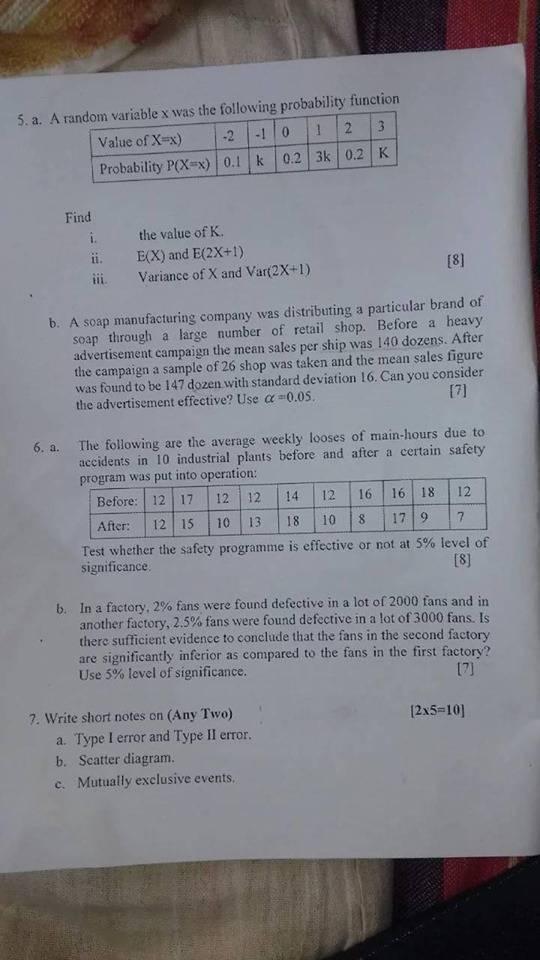 5. a. A random variable x was the following probability function
Value of X=x) -2 -1 0 1 2 3
Probability P(X=x) 0.1 k 0.2 3k 0.2 K
Find
i. the value of K.
ii. E(X) and E(2X+1)
iii. Variance of X and Var(2X+1) [8]
b. A soap manufacturing company was distributing a particular brand of
soap through a large number of retail shop. Before a heavy
advertisement campaign the mean sales per ship was 140 dozens. After
the campaign a sample of 26 shop was taken and the mean sales figure
was found to be 147 dozen with standard deviation 16. Can you consider
the advertisement effective? Use α=0.05. [7]
6. a. The following are the average weekly looses of main-hours due to
accidents in 10 industrial plants before and after a certain safety
program was put into operation:
Before: 12 17 12 12 14 12 16 16 18 12
After: 12 15 10 13 18 10 8 17 9 7
Test whether the safety programme is effective or not at 5% level of
significance. [8]
b. In a factory, 2% fans were found defective in a lot of 2000 fans and in
another factory, 2.5% fans were found defective in a lot of 3000 fans. Is
there sufficient evidence to conclude that the fans in the second factory
are significantly inferior as compared to the fans in the first factory?
Use 5% level of significance. [7]
7. Write short notes on (Any Two) [2x5=10]
a. Type I error and Type II error.
b. Scatter diagram.
c. Mutually exclusive events.